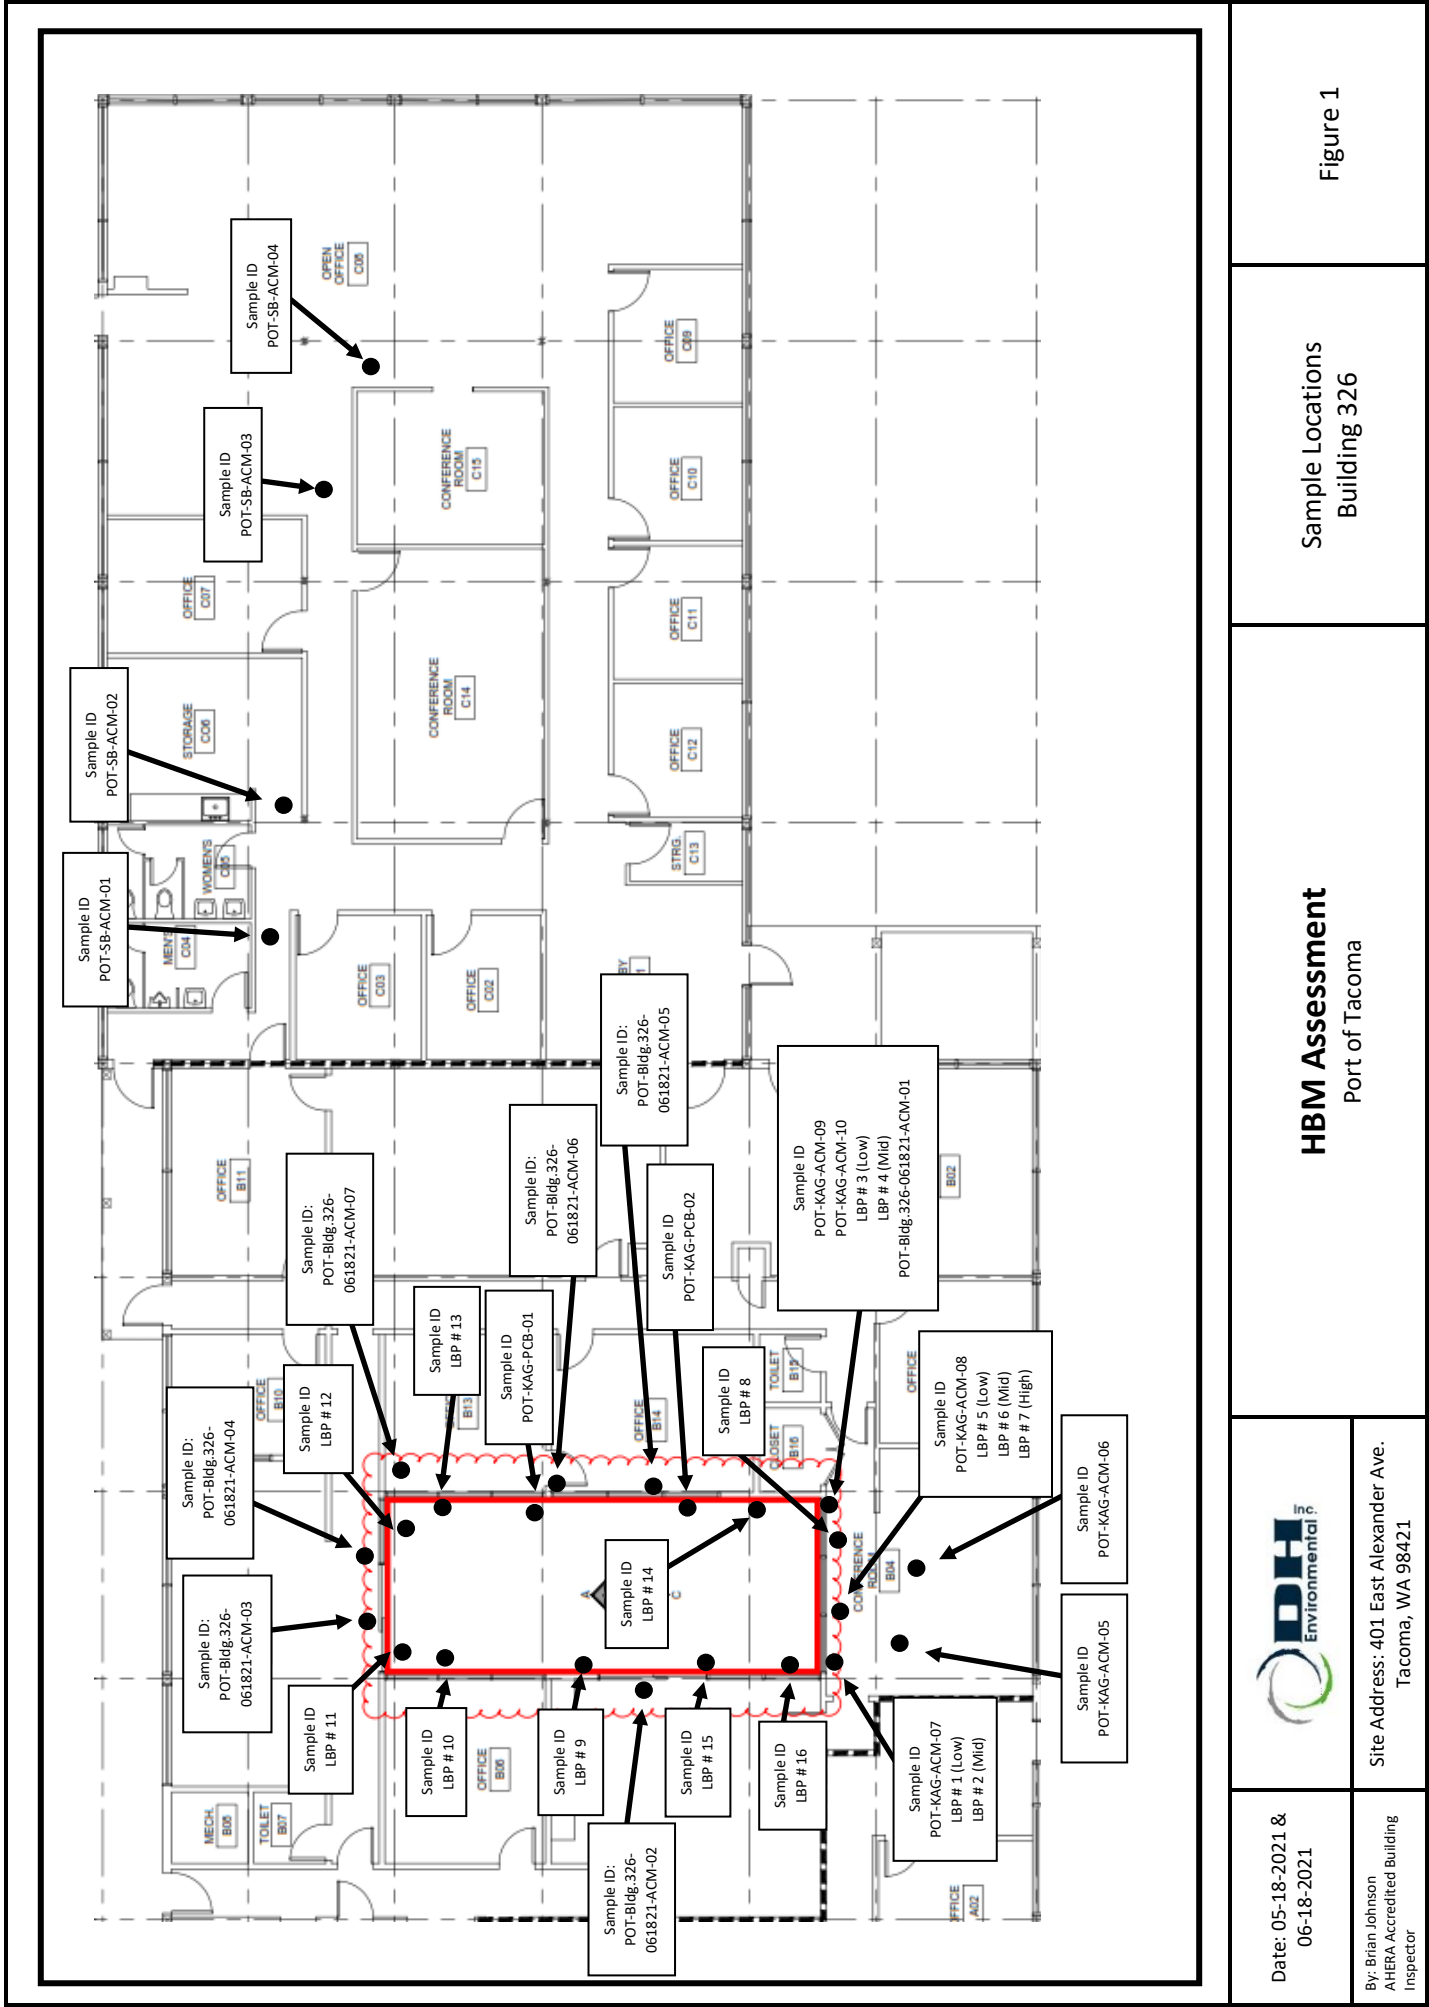 Sample ID
POT-SB-ACM-01
Sample ID
POT-SB-ACM-02
Sample ID
POT-SB-ACM-03
Sample ID
POT-SB-ACM-04
Sample ID:
POT-Bldg.326-
061821-ACM-03
Sample ID:
POT-Bldg.326-
061821-ACM-04
Sample ID
LBP # 11
Sample ID
LBP # 12
Sample ID:
POT-Bldg.326-
061821-ACM-07
Sample ID
LBP # 10
Sample ID
LBP # 13
Sample ID
POT-KAG-PCB-01
Sample ID:
POT-Bldg.326-
061821-ACM-06
Sample ID
LBP # 9
Sample ID:
POT-Bldg.326-
061821-ACM-02
Sample ID
LBP # 14
Sample ID:
POT-Bldg.326-
061821-ACM-05
Sample ID
LBP # 15
Sample ID
POT-KAG-PCB-02
Sample ID
LBP # 8
Sample ID
LBP # 16
Sample ID
POT-KAG-ACM-09
POT-KAG-ACM-10
LBP # 3 (Low)
LBP # 4 (Mid)
POT-Bldg.326-061821-ACM-01
Sample ID
POT-KAG-ACM-07
LBP # 1 (Low)
LBP # 2 (Mid)
Sample ID
POT-KAG-ACM-08
LBP # 5 (Low)
LBP # 6 (Mid)
LBP # 7 (High)
Sample ID
POT-KAG-ACM-05
Sample ID
POT-KAG-ACM-06
MECH.
TOILET
B07
OFFICE
B10
OFFICE
B11
MEN'S
C04
WOMEN'S
C05
STORAGE
OFFICE
C07
OPEN
OFFICE
OFFICE
C03
OFFICE
C02
CONFERENCE
ROOM
C14
CONFERENCE
ROOM
C15
OFFICE
B13
OFFICE
B14
A
C
STRG.
C13
OFFICE
C12
OFFICE
C11
OFFICE
C10
OFFICE
C09
TOILET
B15
CLOSET
B16
CONFERENCE
ROOM
B04
OFFICE
B02
A02
Date: 05-18-2021 &
06-18-2021
By: Brian Johnson
AHERA Accredited Building
Inspector
DH
Environmental
Inc.
Site Address: 401 East Alexander Ave.
Tacoma, WA 98421
HBM Assessment
Port of Tacoma
Sample Locations
Building 326
Figure 1